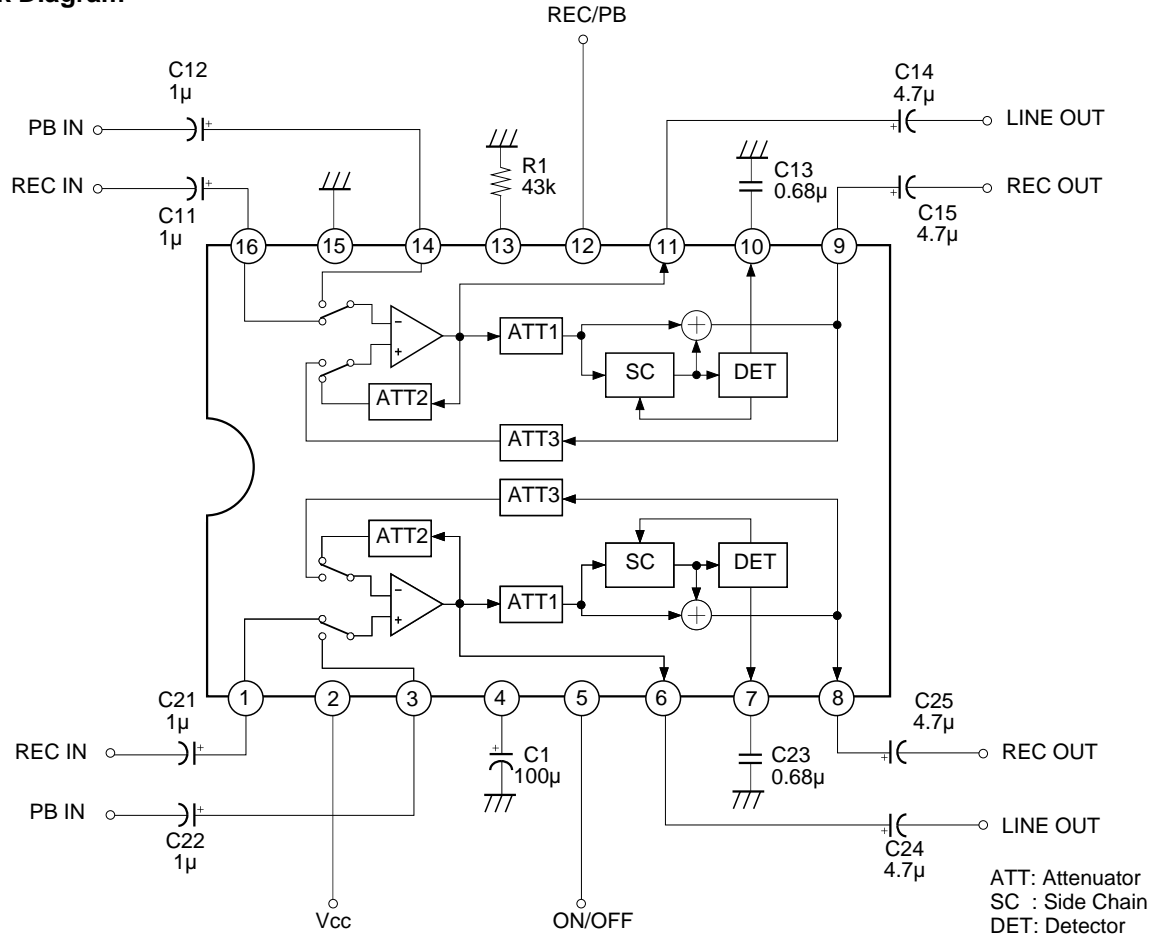 k Diagram
REC/PB
C12
1µ
C14
4.7µ
PB IN
LINE OUT
R1
43k
C13
0.68µ
REC IN
REC OUT
C11
1µ
C15
4.7µ
16
15
14
13
12
11
10
9
−
+
ATT1
+
SC
DET
ATT2
ATT3
ATT3
ATT2
SC
DET
−
+
ATT1
+
1
2
3
4
5
6
7
8
C21
1µ
C25
4.7µ
REC IN
C1
100µ
C23
0.68µ
REC OUT
PB IN
LINE OUT
C22
1µ
C24
4.7µ
Vcc
ON/OFF
ATT: Attenuator
SC : Side Chain
DET: Detector